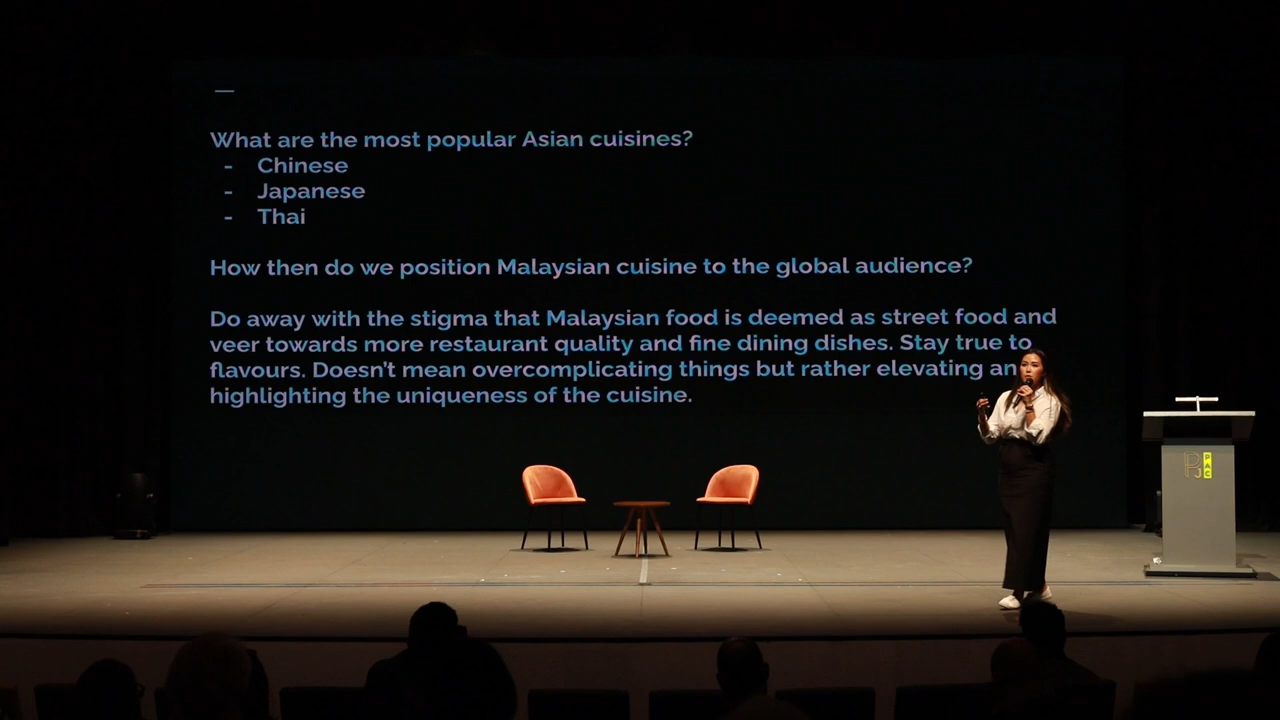 —
What are the most popular Asian cuisines?
- Chinese
- Japanese
- Thai
How then do we position Malaysian cuisine to the global audience?
Do away with the stigma that Malaysian food is deemed as street food and
veer towards more restaurant quality and fine dining dishes. Stay true to
flavours. Doesn’t mean overcomplicating things but rather elevating an
highlighting the uniqueness of the cuisine.
PJ
PAC